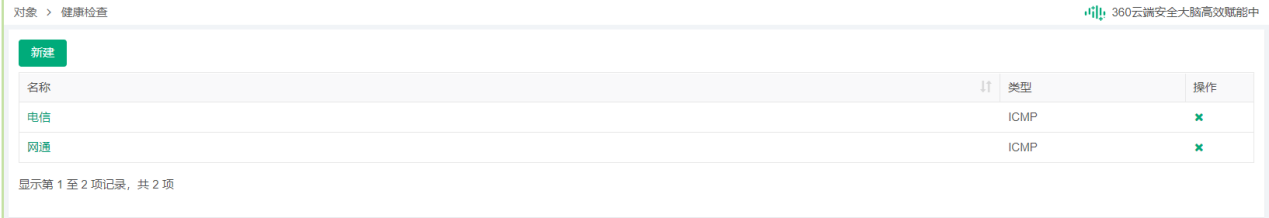 对象 > 健康检查 360云端安全大脑高效赋能中
新建
名称 类型 操作
电信 ICMP
网通 ICMP
显示第 1 至 2 项记录，共 2 项